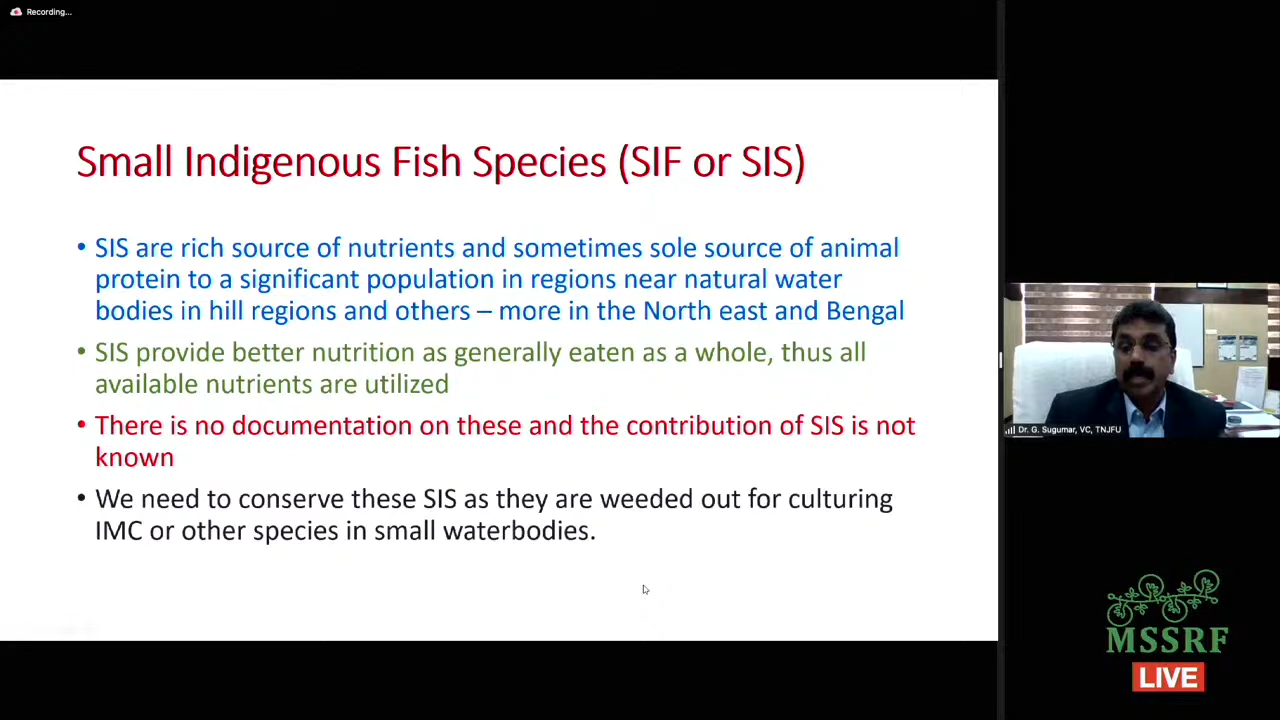 Recording...
Small Indigenous Fish Species (SIF or SIS)
• SIS are rich source of nutrients and sometimes sole source of animal
protein to a significant population in regions near natural water
bodies in hill regions and others – more in the North east and Bengal
• SIS provide better nutrition as generally eaten as a whole, thus all
available nutrients are utilized
• There is no documentation on these and the contribution of SIS is not
known
• We need to conserve these SIS as they are weeded out for culturing
IMC or other species in small waterbodies.
Dr. G. Sugumar, VC, TNJFU
MSSRF
LIVE